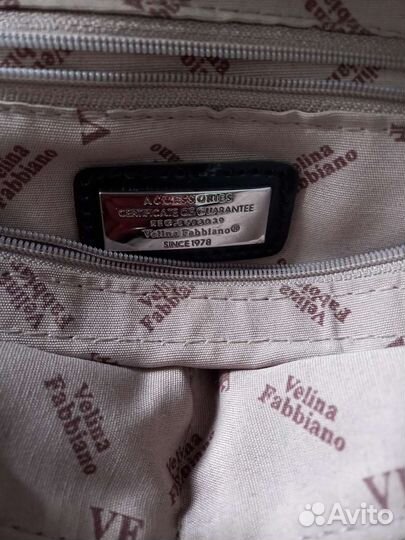 Velina
Fabbiano
ACCESSORIES
CERTIFICATE OF GUARANTEE
Velina Fabbiano®
SINCE 1978
Velina
Fabbiano
Velina
Fabbiano
Velina
Fabbiano
Velina
Fabbiano
VE
Avito